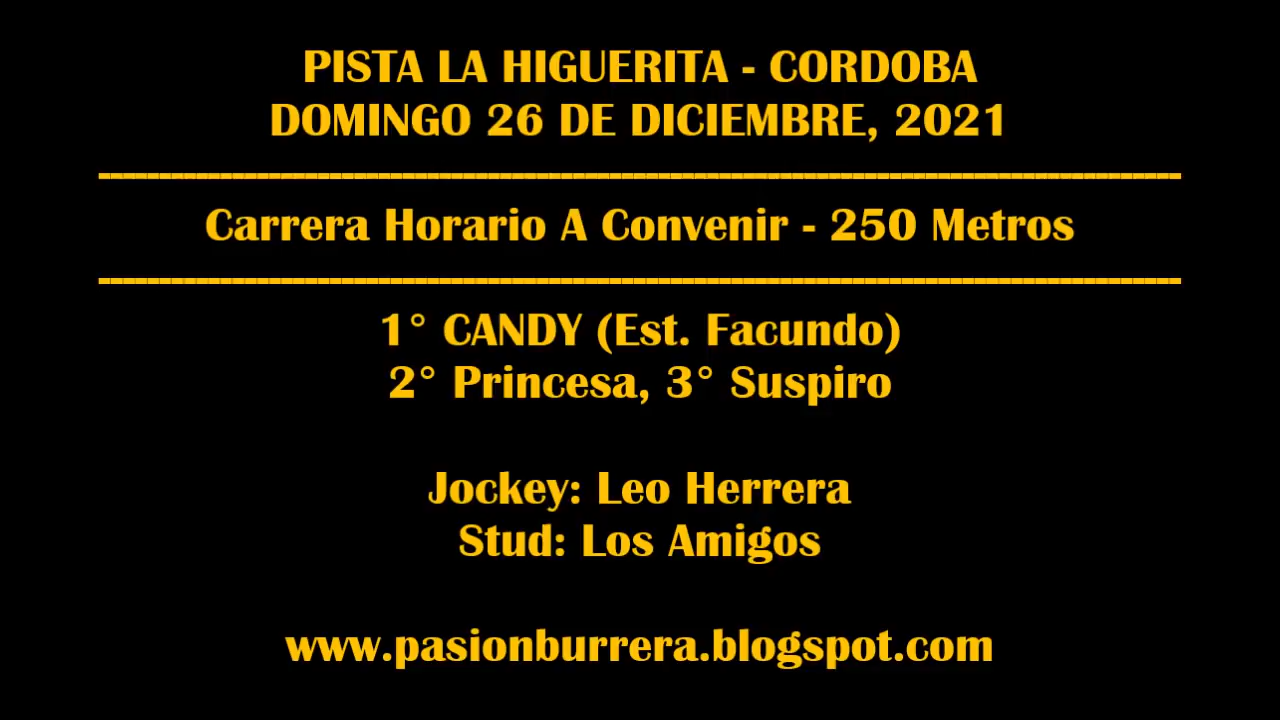 PISTA LA HIGUERITA - CORDOBA
DOMINGO 26 DE DICIEMBRE, 2021
Carrera Horario A Convenir - 250 Metros
1° CANDY (Est. Facundo)
2° Princesa, 3° Suspiro
Jockey: Leo Herrera
Stud: Los Amigos
www.pasionburrera.blogspot.com